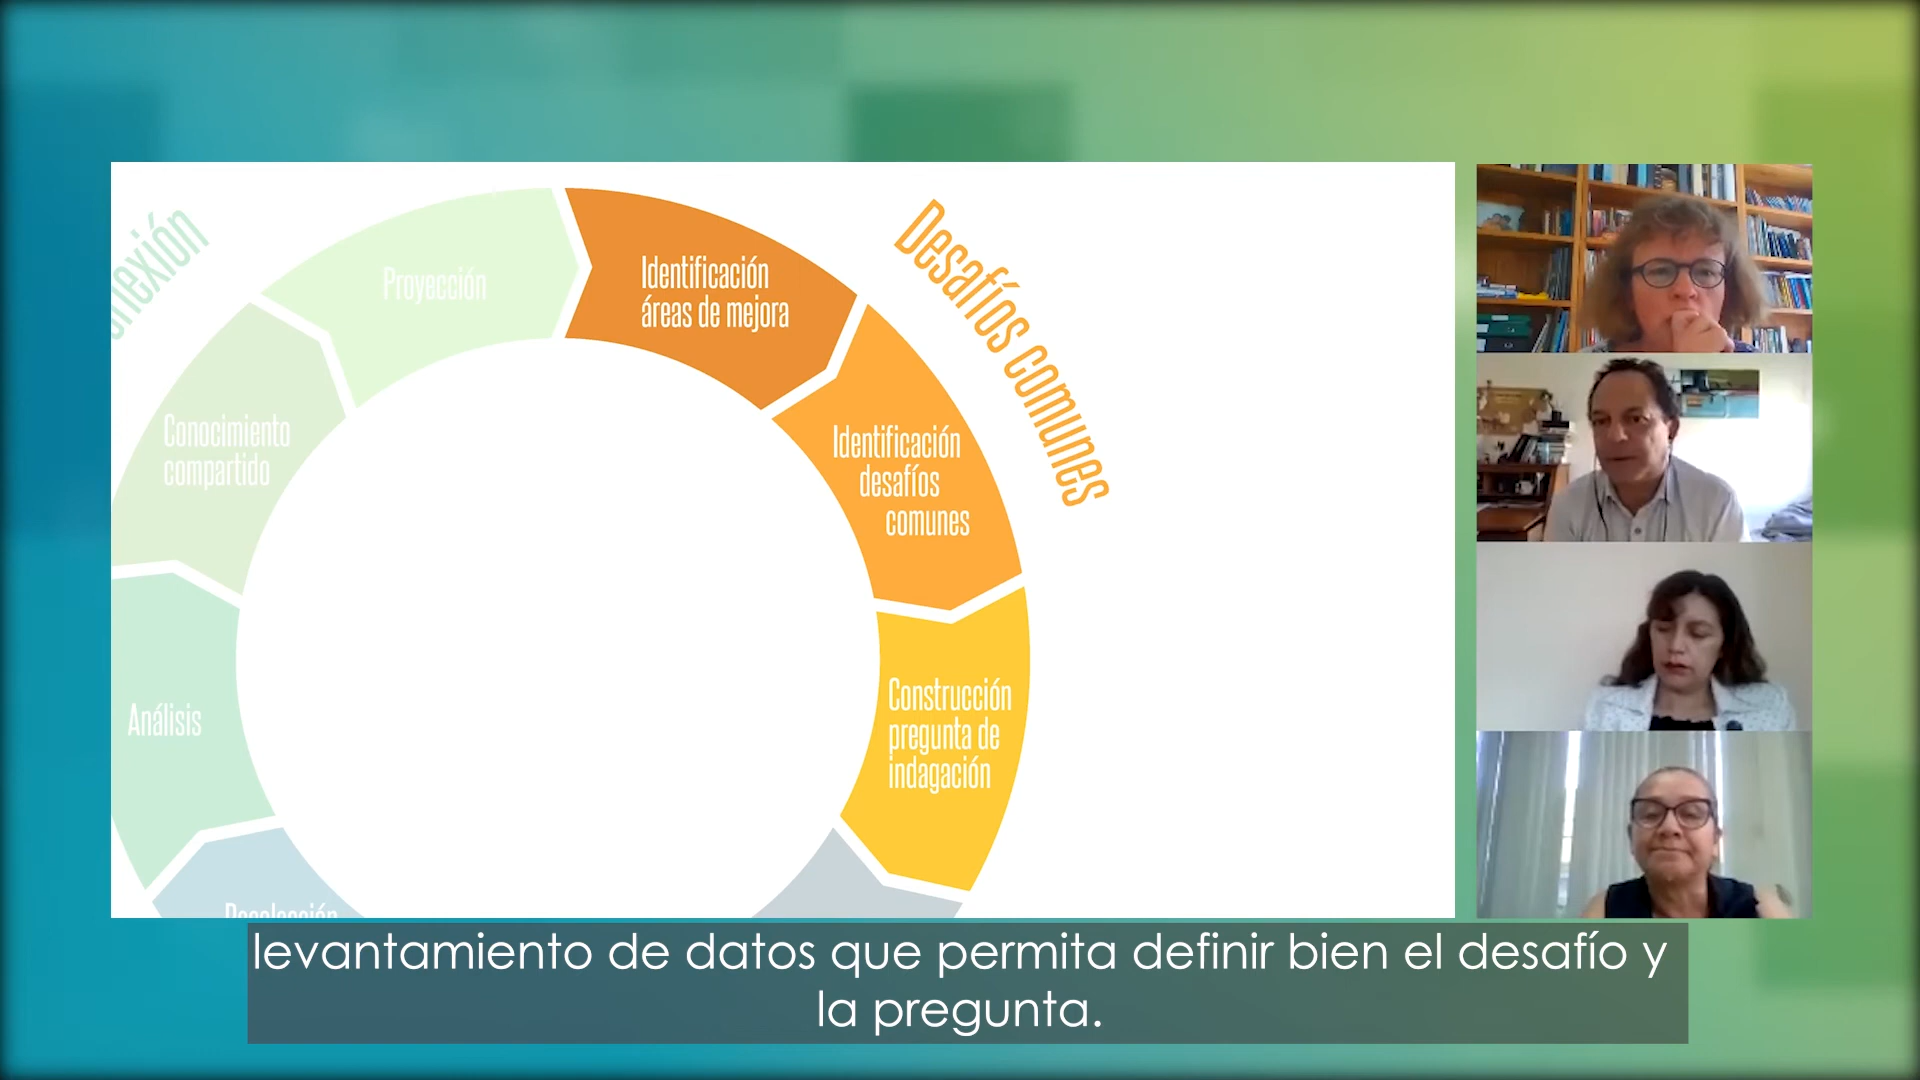 Proyección
Identificación
áreas de mejora
Desafíos comunes
Conocimiento
compartido
Identificación
desafíos
comunes
Análisis
Construcción
pregunta de
indagación
levantamiento de datos que permita definir bien el desafío y
la pregunta.